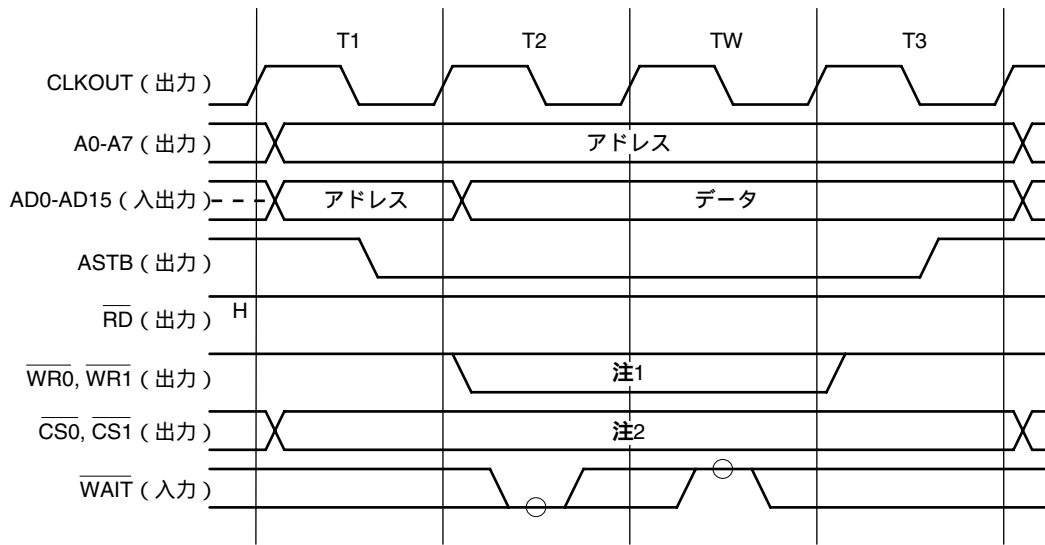 T1 T2 TW T3
CLKOUT（出力）
A0-A7（出力） アドレス
AD0-AD15（入出力） アドレス データ
ASTB（出力）
RD（出力） H
WR0, WR1（出力） 注1
CS0, CS1（出力） 注2
WAIT（入力）